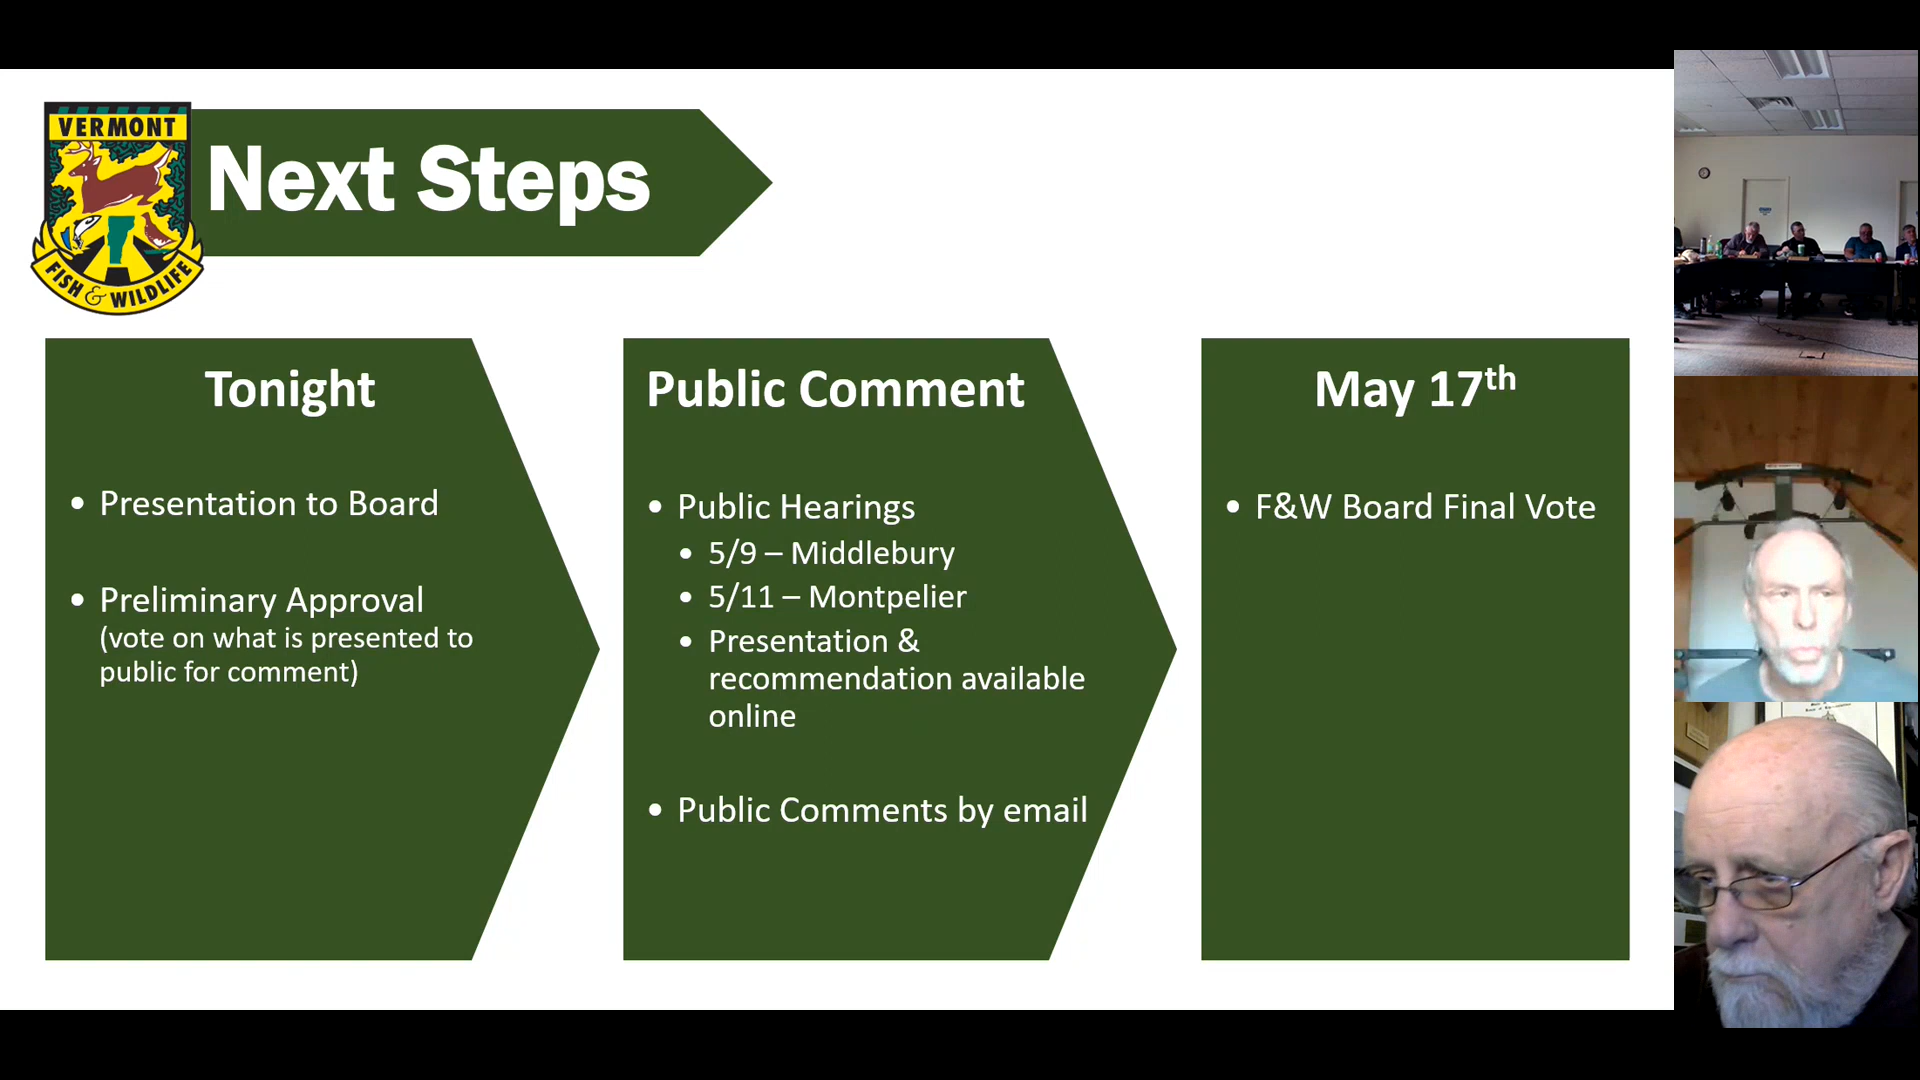 VERMONT
FISH & WILDLIFE
Next Steps
Tonight
• Presentation to Board
• Preliminary Approval
(vote on what is presented to
public for comment)
Public Comment
• Public Hearings
• 5/9 – Middlebury
• 5/11 – Montpelier
• Presentation &
recommendation available
online
• Public Comments by email
May 17th
• F&W Board Final Vote